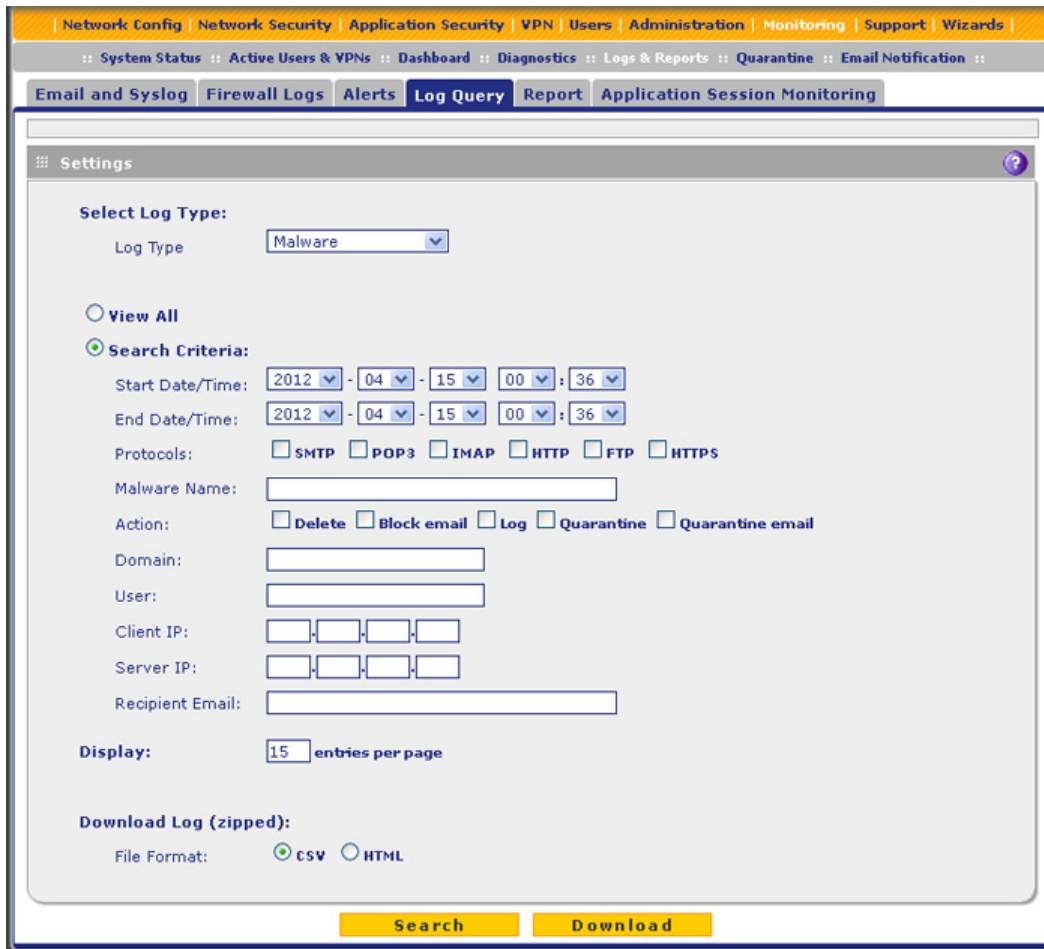 | Network Config | Network Security | Application Security | VPN | Users | Administration | Monitoring | Support | Wizards |
:: System Status :: Active Users & VPNs :: Dashboard :: Diagnostics :: Logs & Reports :: Quarantine :: Email Notification ::
Email and Syslog Firewall Logs Alerts Log Query Report Application Session Monitoring
Settings ?
Select Log Type:
Log Type Malware
View All
Search Criteria:
Start Date/Time: 2012 - 04 - 15 00 : 36
End Date/Time: 2012 - 04 - 15 00 : 36
Protocols: SMTP POP3 IMAP HTTP FTP HTTPS
Malware Name:
Action: Delete Block email Log Quarantine Quarantine email
Domain:
User:
Client IP: . . .
Server IP: . . .
Recipient Email:
Display: 15 entries per page
Download Log (zipped):
File Format: CSV HTML
Search Download